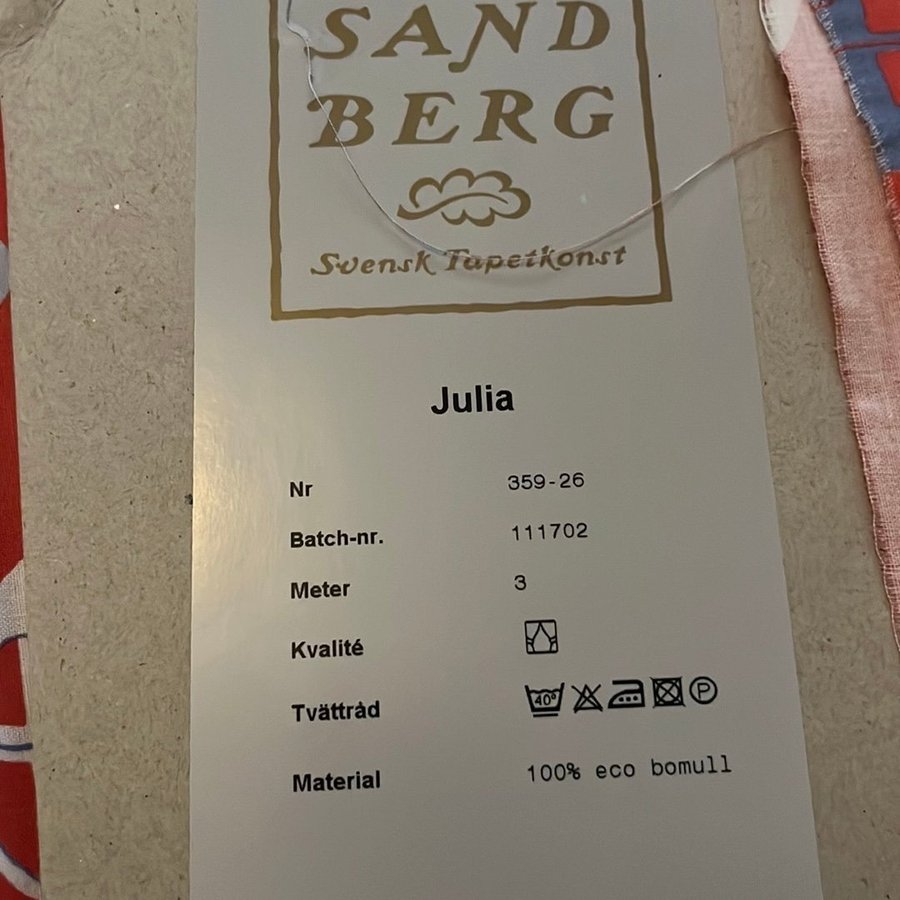 SAND
BERG
Svensk Tapetkonst
Julia
Nr 359-26
Batch-nr. 111702
Meter 3
Kvalité
Tvättråd 40° P
Material 100% eco bomull